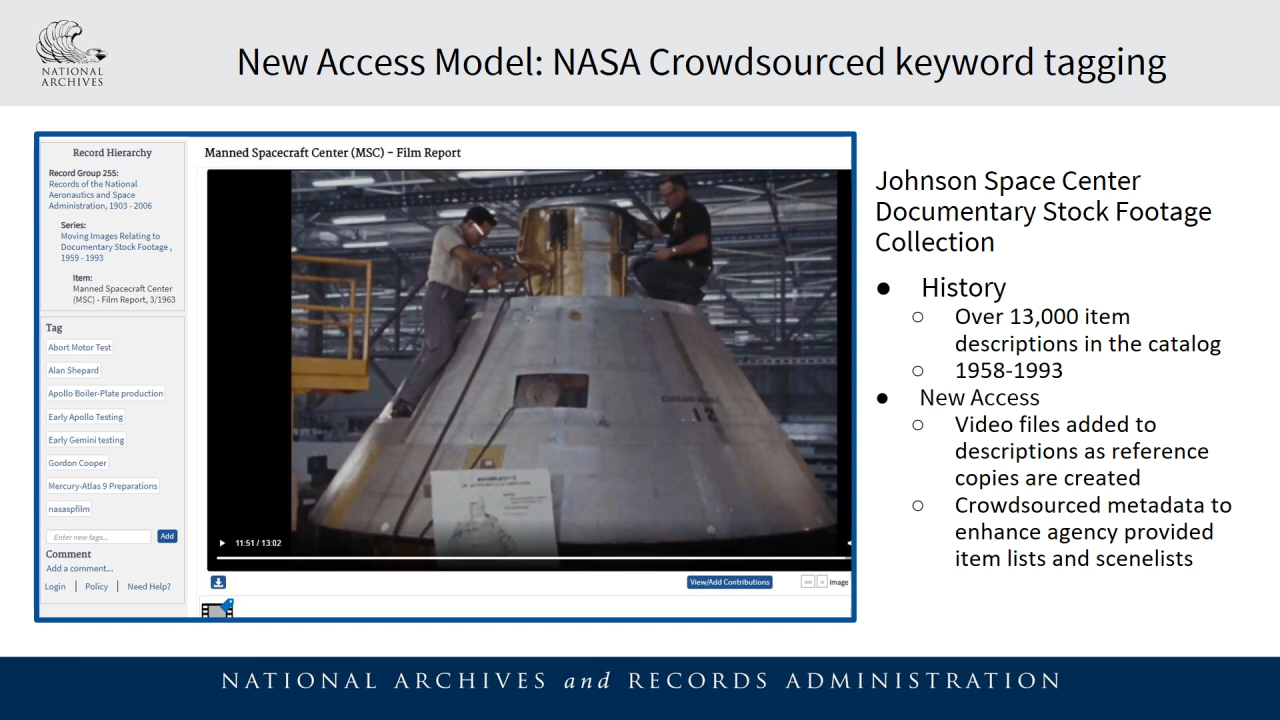 NATIONAL
ARCHIVES
New Access Model: NASA Crowdsourced keyword tagging
Record Hierarchy
Record Group 255:
Records of the National
Aeronautics and Space
Administration, 1903 - 2006
Series:
Moving Images Relating to
Documentary Stock Footage ,
1959 - 1993
Item:
Manned Spacecraft Center
(MSC) - Film Report, 3/1963
Tag
Abort Motor Test
Alan Shepard
Apollo Boiler-Plate production
Early Apollo Testing
Early Gemini testing
Gordon Cooper
Mercury-Atlas 9 Preparations
nasaspfilm
Enter new tags...
Add
Comment
Add a comment...
Login | Policy | Need Help?
Manned Spacecraft Center (MSC) – Film Report
12
11:51 / 13:02
View/Add Contributions
<< < Image
Johnson Space Center
Documentary Stock Footage
Collection
● History
○ Over 13,000 item
descriptions in the catalog
○ 1958-1993
● New Access
○ Video files added to
descriptions as reference
copies are created
○ Crowdsourced metadata to
enhance agency provided
item lists and scenelists
NATIONAL ARCHIVES and RECORDS ADMINISTRATION